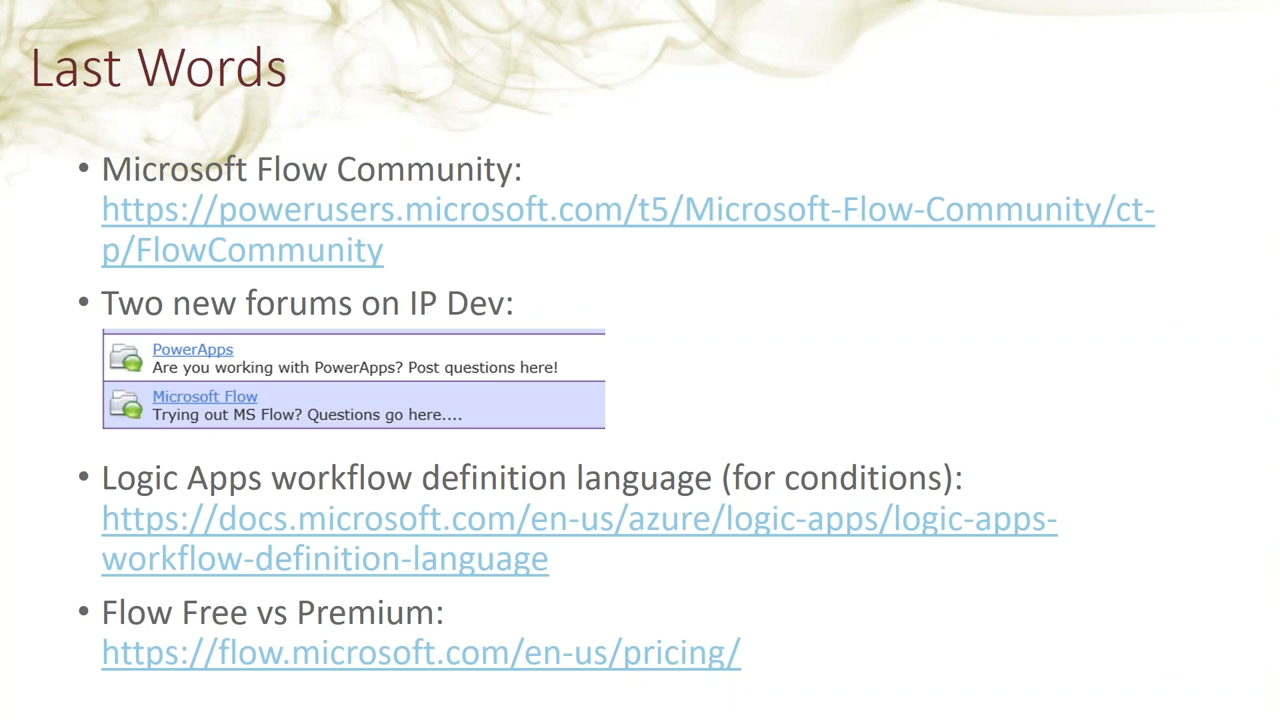 Last Words
• Microsoft Flow Community:
https://powerusers.microsoft.com/t5/Microsoft-Flow-Community/ct-
p/FlowCommunity
• Two new forums on IP Dev:
PowerApps
Are you working with PowerApps? Post questions here!
Microsoft Flow
Trying out MS Flow? Questions go here....
• Logic Apps workflow definition language (for conditions):
https://docs.microsoft.com/en-us/azure/logic-apps/logic-apps-
workflow-definition-language
• Flow Free vs Premium:
https://flow.microsoft.com/en-us/pricing/